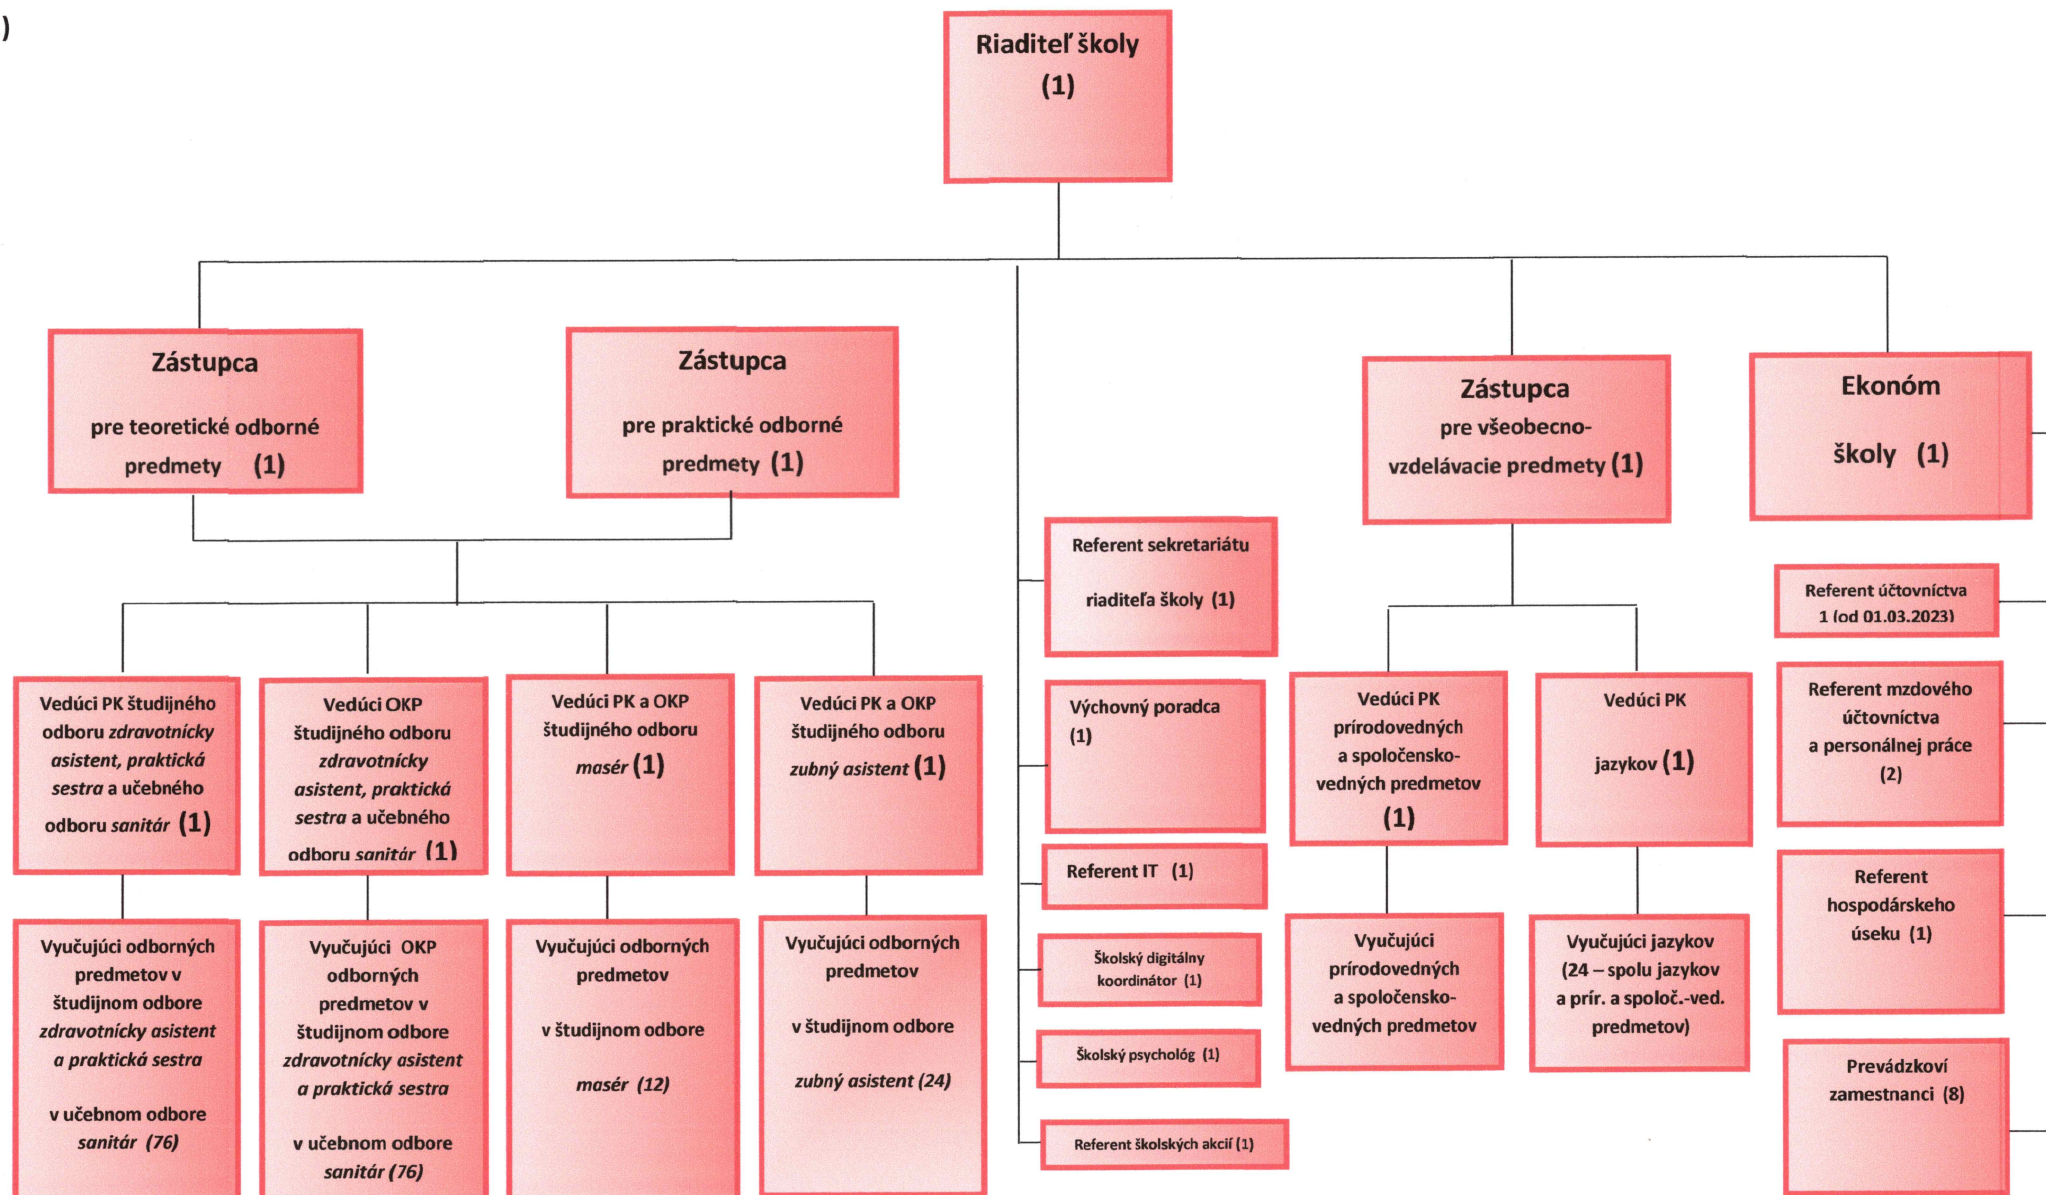 )
Riaditeľ školy
(1)
Zástupca
pre teoretické odborné
predmety (1)
Zástupca
pre praktické odborné
predmety (1)
Zástupca
pre všeobecno-
vzdelávacie predmety (1)
Ekonóm
školy (1)
Referent sekretariátu
riaditeľa školy (1)
Výchovný poradca
(1)
Referent IT (1)
Školský digitálny
koordinátor (1)
Školský psychológ (1)
Referent školských akcií (1)
Referent účtovníctva
1 (od 01.03.2023)
Referent mzdového
účtovníctva
a personálnej práce
(2)
Referent
hospodárskeho
úseku (1)
Prevádzkoví
zamestnanci (8)
Vedúci PK študijného
odboru zdravotnícky
asistent, praktická
sestra a učebného
odboru sanitár (1)
Vedúci OKP
študijného odboru
zdravotnícky
asistent, praktická
sestra a učebného
odboru sanitár (1)
Vedúci PK a OKP
študijného odboru
masér (1)
Vedúci PK a OKP
študijného odboru
zubný asistent (1)
Vedúci PK
prírodovedných
a spoločensko-
vedných predmetov
(1)
Vedúci PK
jazykov (1)
Vyučujúci odborných
predmetov v
študijnom odbore
zdravotnícky asistent
a praktická sestra
v učebnom odbore
sanitár (76)
Vyučujúci OKP
odborných
predmetov v
študijnom odbore
zdravotnícky asistent
a praktická sestra
v učebnom odbore
sanitár (76)
Vyučujúci odborných
predmetov
v študijnom odbore
masér (12)
Vyučujúci odborných
predmetov
v študijnom odbore
zubný asistent (24)
Vyučujúci
prírodovedných
a spoločensko-
vedných predmetov
Vyučujúci jazykov
(24 – spolu jazykov
a prír. a spoloč.-ved.
predmetov)